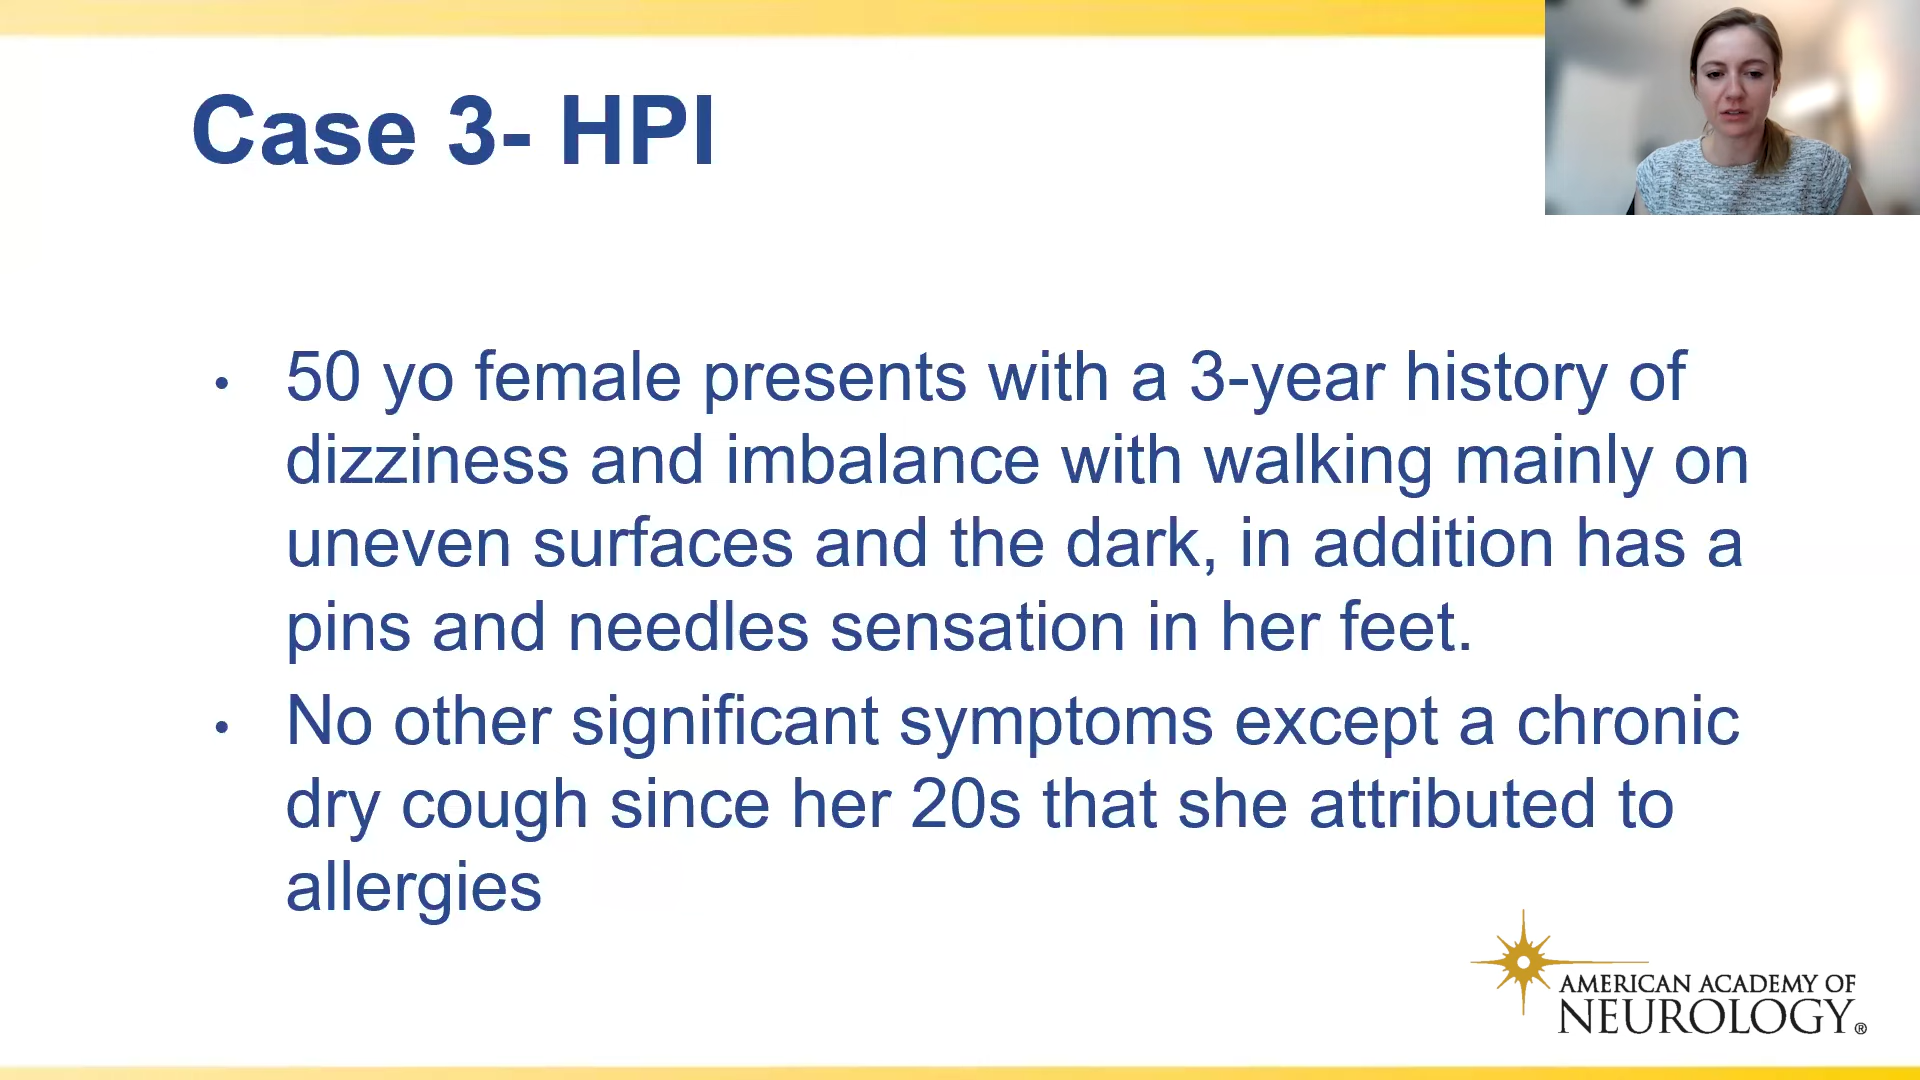 Case 3- HPI
• 50 yo female presents with a 3-year history of
dizziness and imbalance with walking mainly on
uneven surfaces and the dark, in addition has a
pins and needles sensation in her feet.
• No other significant symptoms except a chronic
dry cough since her 20s that she attributed to
allergies
AMERICAN ACADEMY OF
NEUROLOGY®